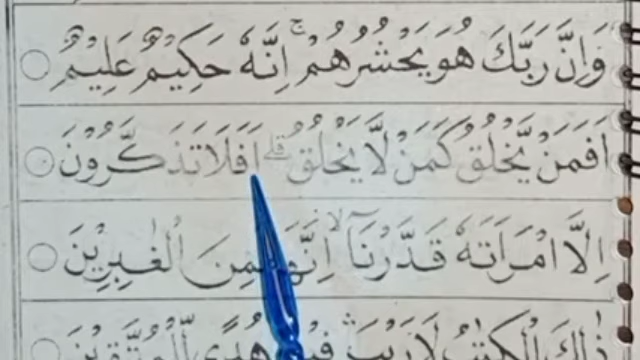 وَاِنَّ رَبَّكَ هُوَ يَحْشُرُهُمْ ۚ اِنَّهٗ حَكِيْمٌ عَلِيْمٌ ○
اَفَمَنْ يَّخْلُقُ كَمَنْ لَّا يَخْلُقُ ؕ اَفَلَا تَذَكَّرُوْنَ ○
اِلَّا امْرَاَتَهٗ قَدَّرْنَآ ۙ اِنَّهَا لَمِنَ الْغٰبِرِيْنَ ○
ذٰلِكَ الْكِتٰبُ لَا رَيْبَ ۛ فِيْهِ هُدًى لِّلْمُتَّقِيْنَ